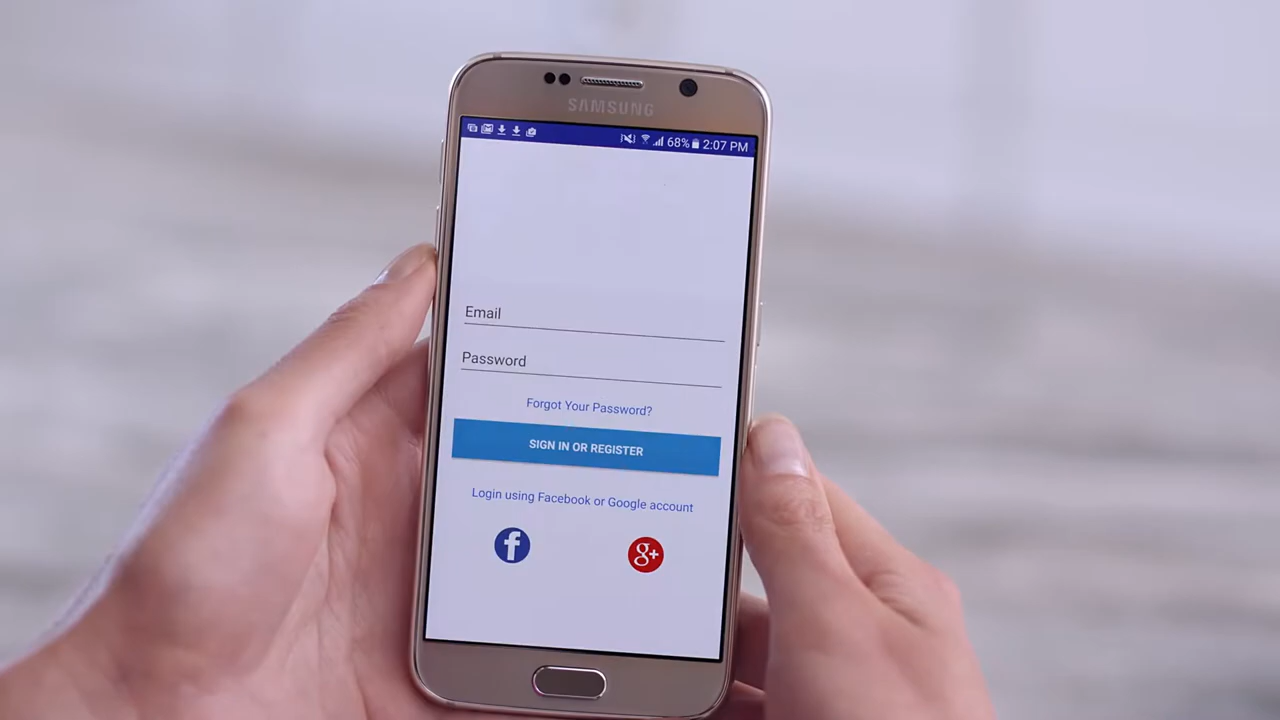 SAMSUNG
68% 2:07 PM
Email
Password
Forgot Your Password?
SIGN IN OR REGISTER
Login using Facebook or Google account
f g+